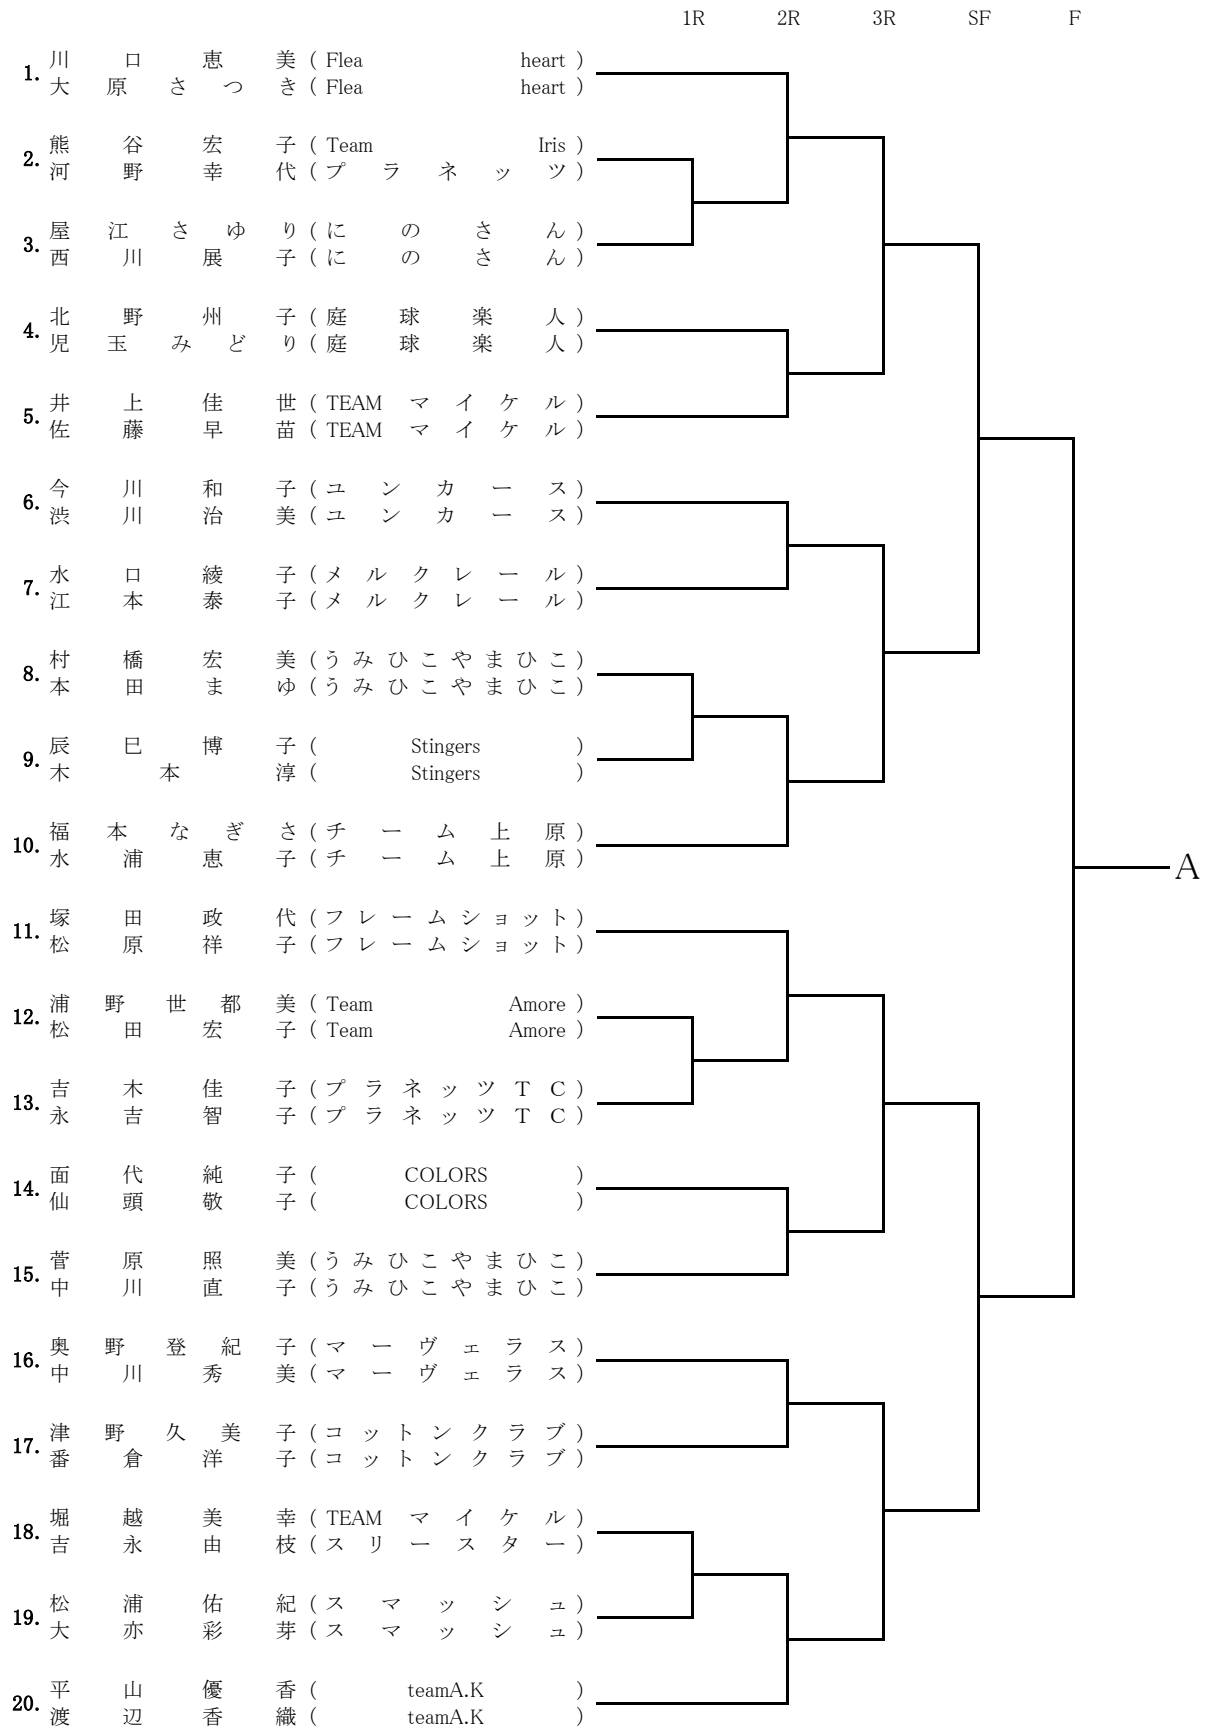 1R 2R 3R SF F
1. 川口恵美 ( Flea heart )
大原さつき ( Flea heart )
2. 熊谷宏子 ( Team Iris )
河野幸代 ( プラネッツ )
3. 屋江さゆり ( にのさん )
西川展子 ( にのさん )
4. 北野州子 ( 庭球楽人 )
児玉みどり ( 庭球楽人 )
5. 井上佳世 ( TEAM マイケル )
佐藤早苗 ( TEAM マイケル )
6. 今川和子 ( ユンカース )
渋川治美 ( ユンカース )
7. 水口綾子 ( メルクレール )
江本泰子 ( メルクレール )
8. 村橋宏美 ( うみひこやまひこ )
本田まゆ ( うみひこやまひこ )
9. 辰巳博子 ( Stingers )
木本淳 ( Stingers )
10. 福本なぎさ ( チーム上原 )
水浦恵子 ( チーム上原 )
A
11. 塚田政代 ( フレームショット )
松原祥子 ( フレームショット )
12. 浦野世都美 ( Team Amore )
松田宏子 ( Team Amore )
13. 吉木佳子 ( プラネッツTC )
永吉智子 ( プラネッツTC )
14. 面代純子 ( COLORS )
仙頭敬子 ( COLORS )
15. 菅原照美 ( うみひこやまひこ )
中川直子 ( うみひこやまひこ )
16. 奥野登紀子 ( マーヴェラス )
中川秀美 ( マーヴェラス )
17. 津野久美子 ( コットンクラブ )
番倉洋子 ( コットンクラブ )
18. 堀越美幸 ( TEAM マイケル )
吉永由枝 ( スリースター )
19. 松浦佑紀 ( スマッシュ )
大亦彩芽 ( スマッシュ )
20. 平山優香 ( teamA.K )
渡辺香織 ( teamA.K )